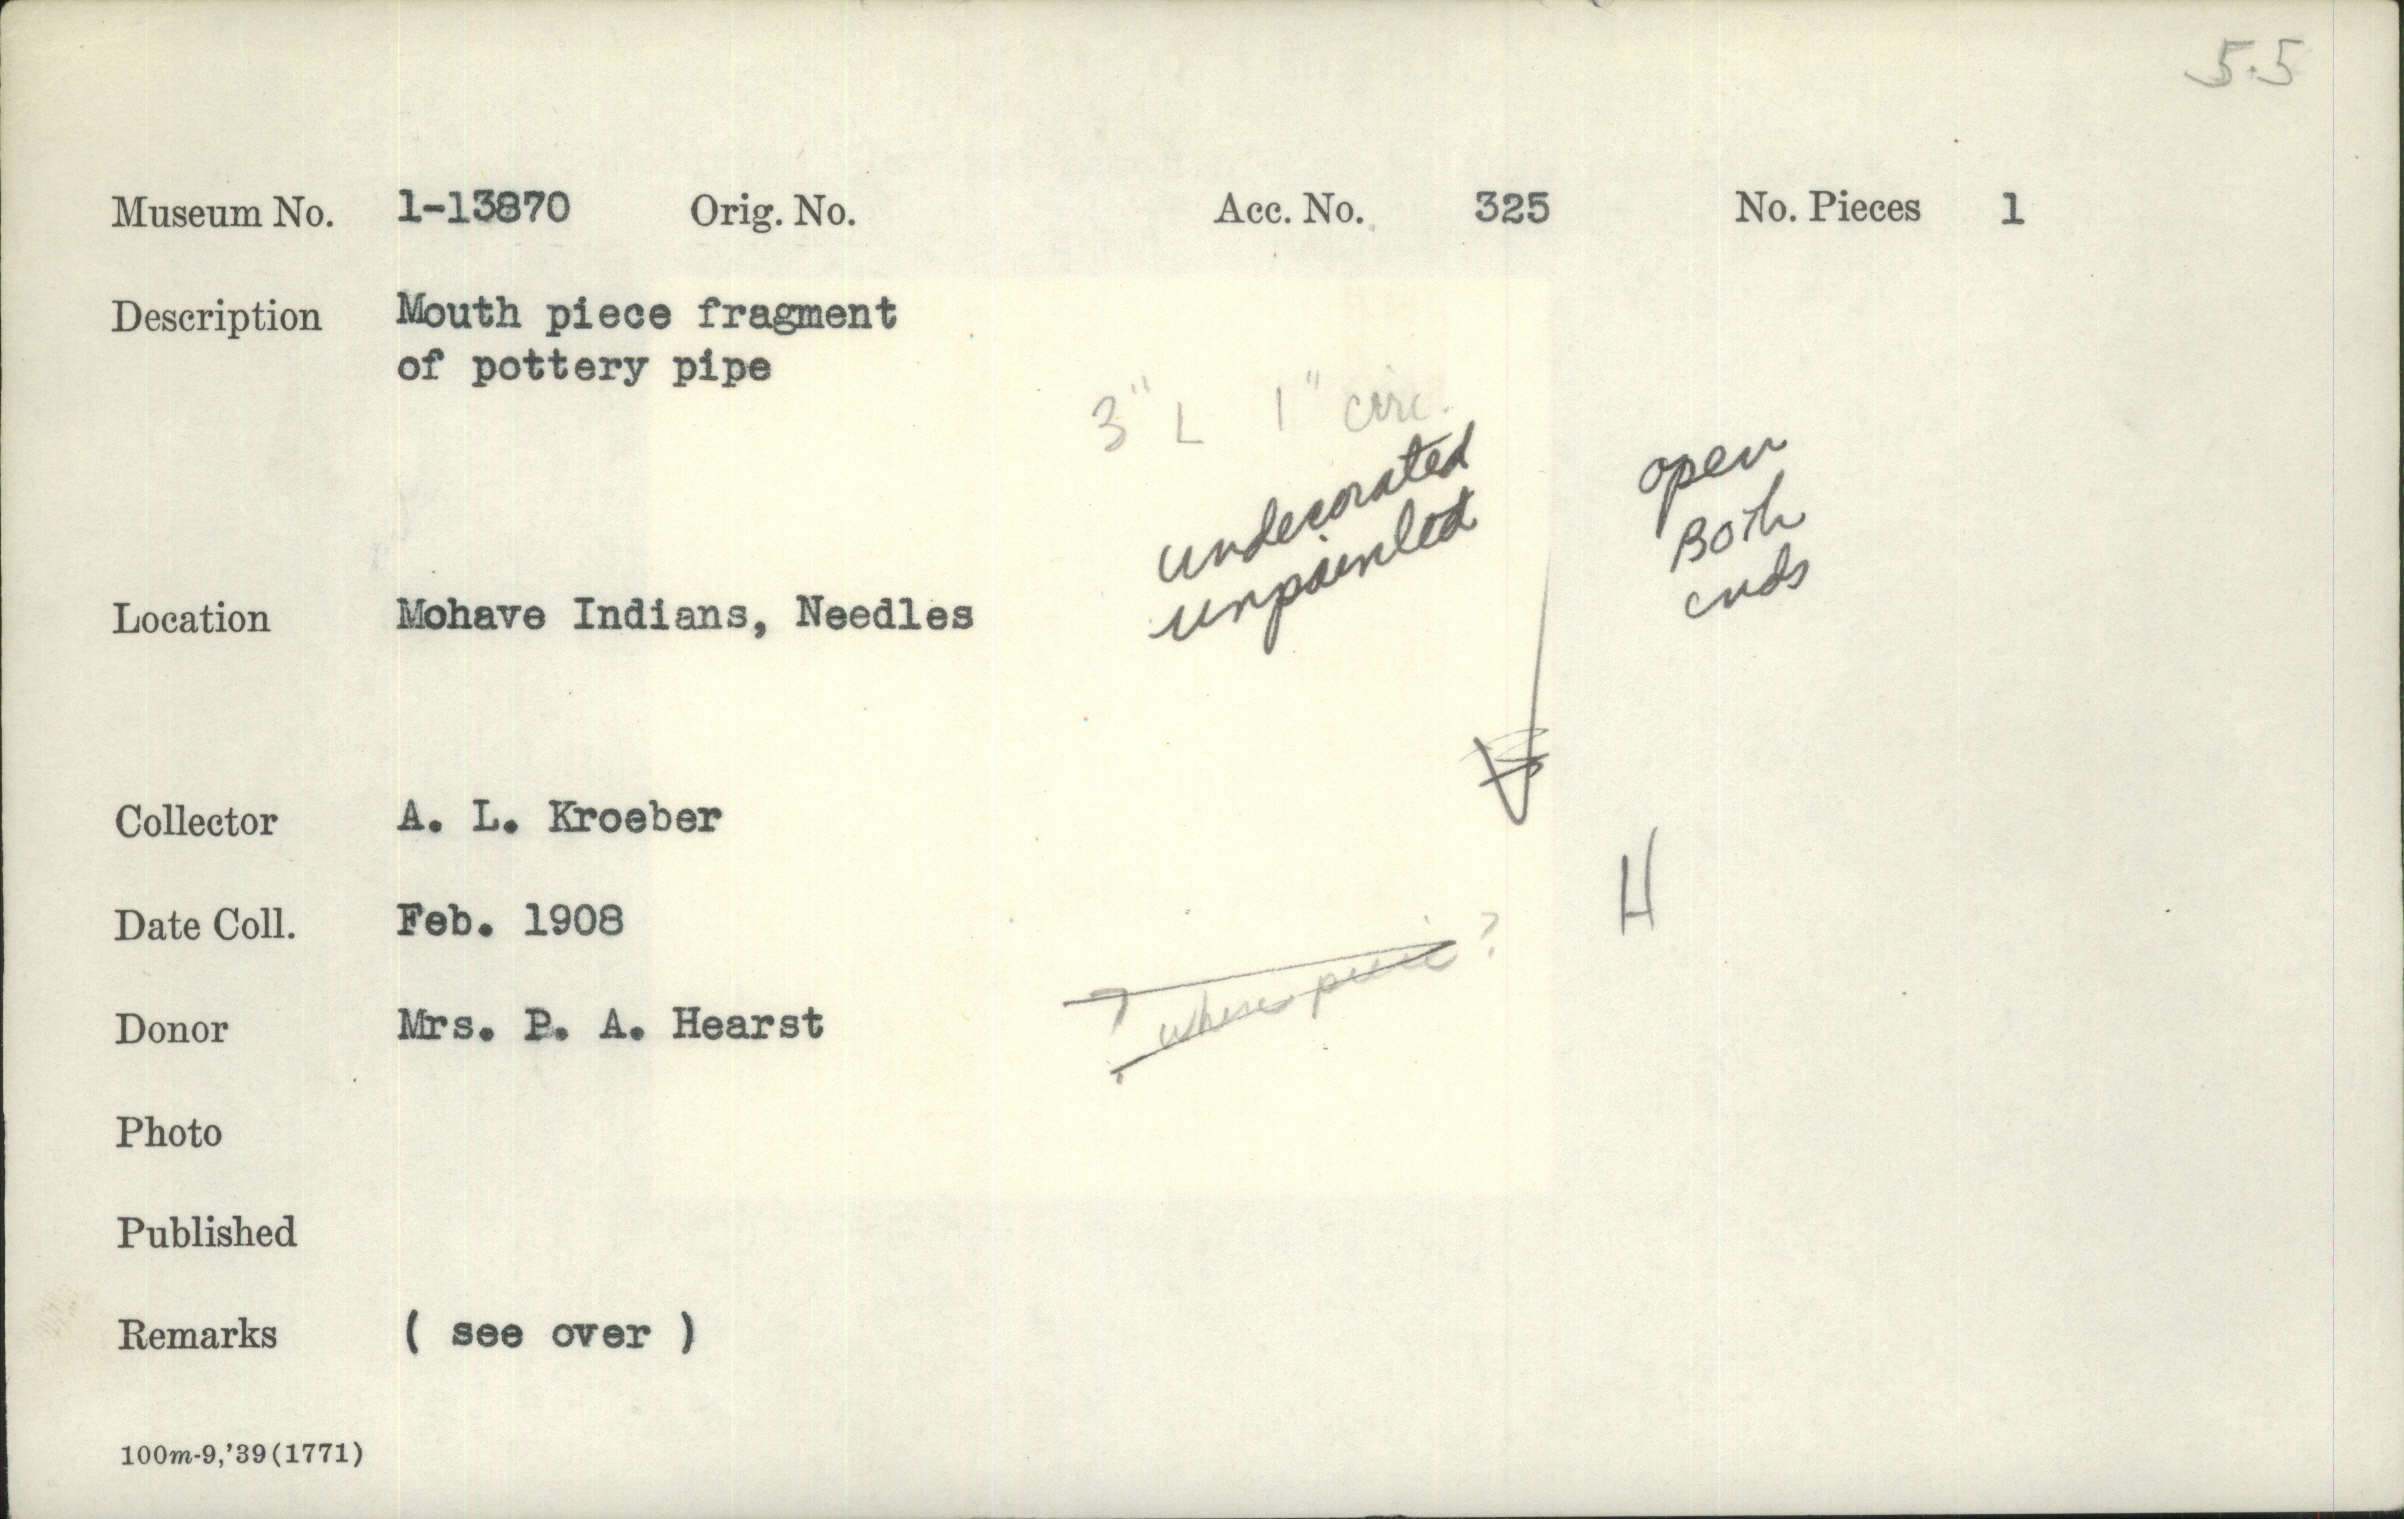 5.5
Museum No. 1-13870 Orig. No. Acc. No. 325 No. Pieces 1
Description Mouth piece fragment
of pottery pipe
3" L 1" circ.
undecorated
unpainted
open
Both
ends
Location Mohave Indians, Needles
Collector A. L. Kroeber
Date Coll. Feb. 1908
? where ?
Donor Mrs. P. A. Hearst
Photo
Published
Remarks ( see over )
100m-9,'39(1771)